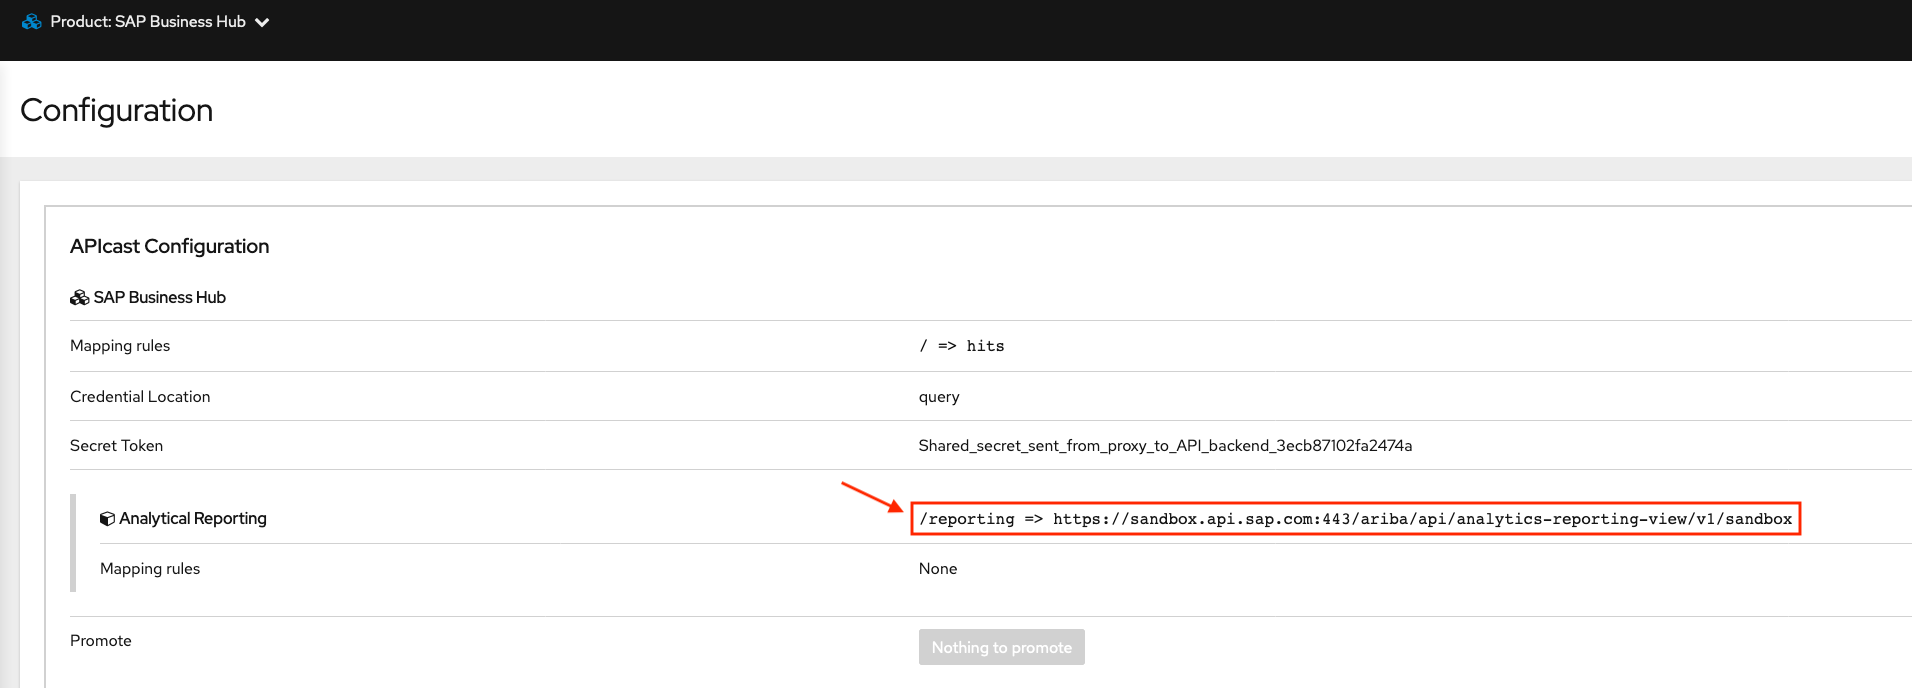 Product: SAP Business Hub
Configuration
APIcast Configuration
SAP Business Hub
Mapping rules / => hits
Credential Location query
Secret Token Shared_secret_sent_from_proxy_to_API_backend_3ecb87102fa2474a
Analytical Reporting /reporting => https://sandbox.api.sap.com:443/ariba/api/analytics-reporting-view/v1/sandbox
Mapping rules None
Promote Nothing to promote